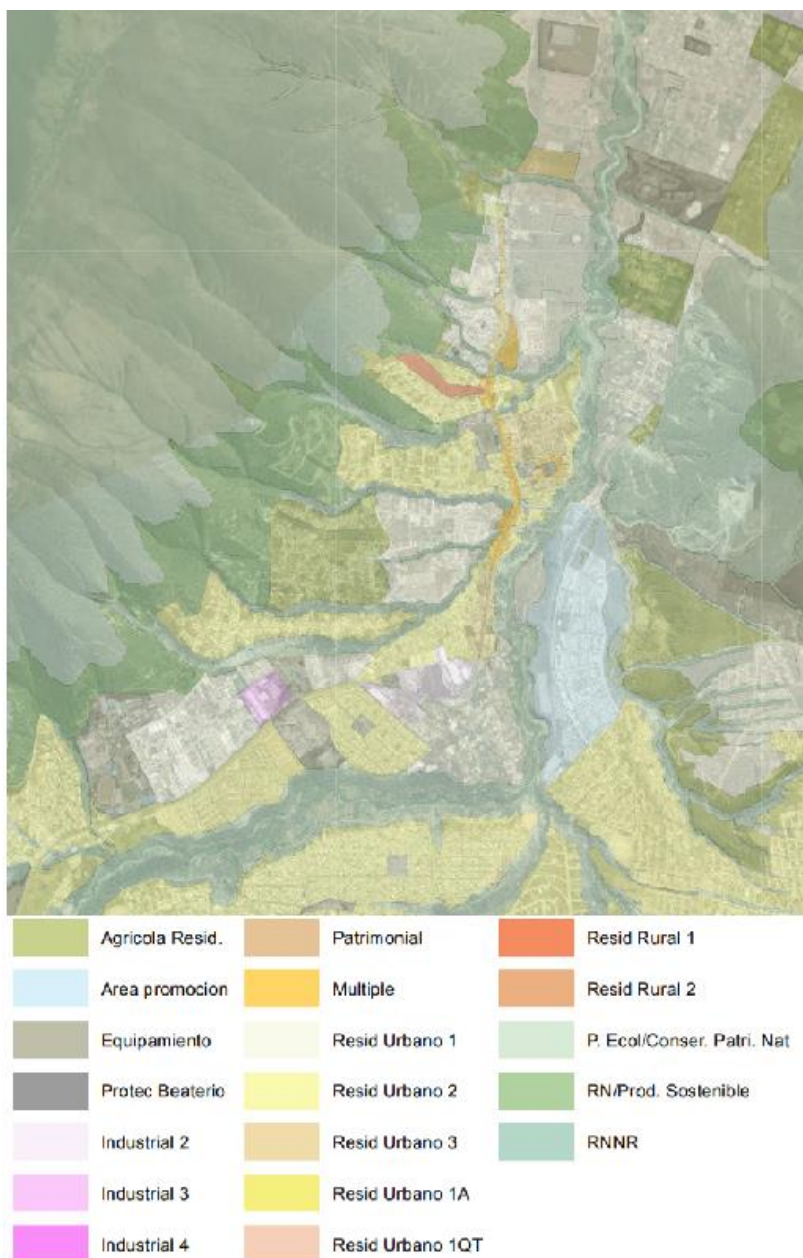 Agricola Resid.
Patrimonial
Resid Rural 1
Area promocion
Multiple
Resid Rural 2
Equipamiento
Resid Urbano 1
P. Ecol/Conser. Patri. Nat
Protec Beaterio
Resid Urbano 2
RN/Prod. Sostenible
Industrial 2
Resid Urbano 3
RNNR
Industrial 3
Resid Urbano 1A
Industrial 4
Resid Urbano 1QT